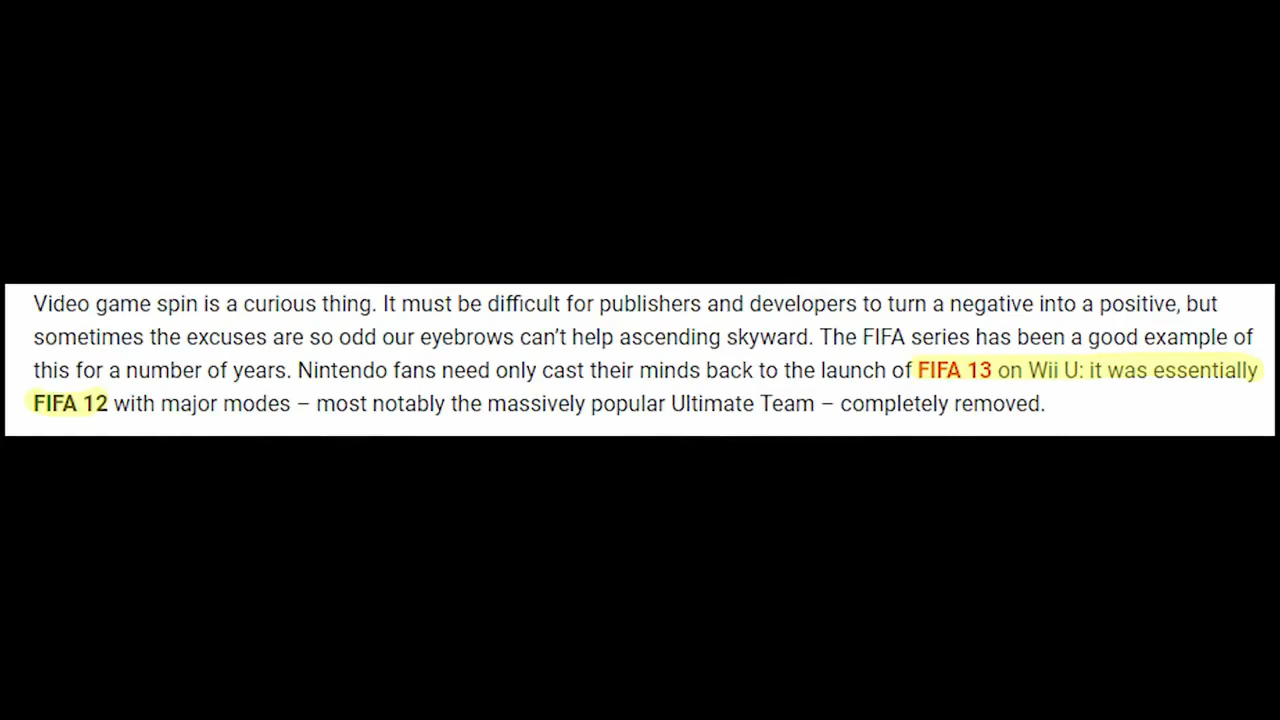 Video game spin is a curious thing. It must be difficult for publishers and developers to turn a negative into a positive, but
sometimes the excuses are so odd our eyebrows can’t help ascending skyward. The FIFA series has been a good example of
this for a number of years. Nintendo fans need only cast their minds back to the launch of FIFA 13 on Wii U: it was essentially
FIFA 12 with major modes – most notably the massively popular Ultimate Team – completely removed.